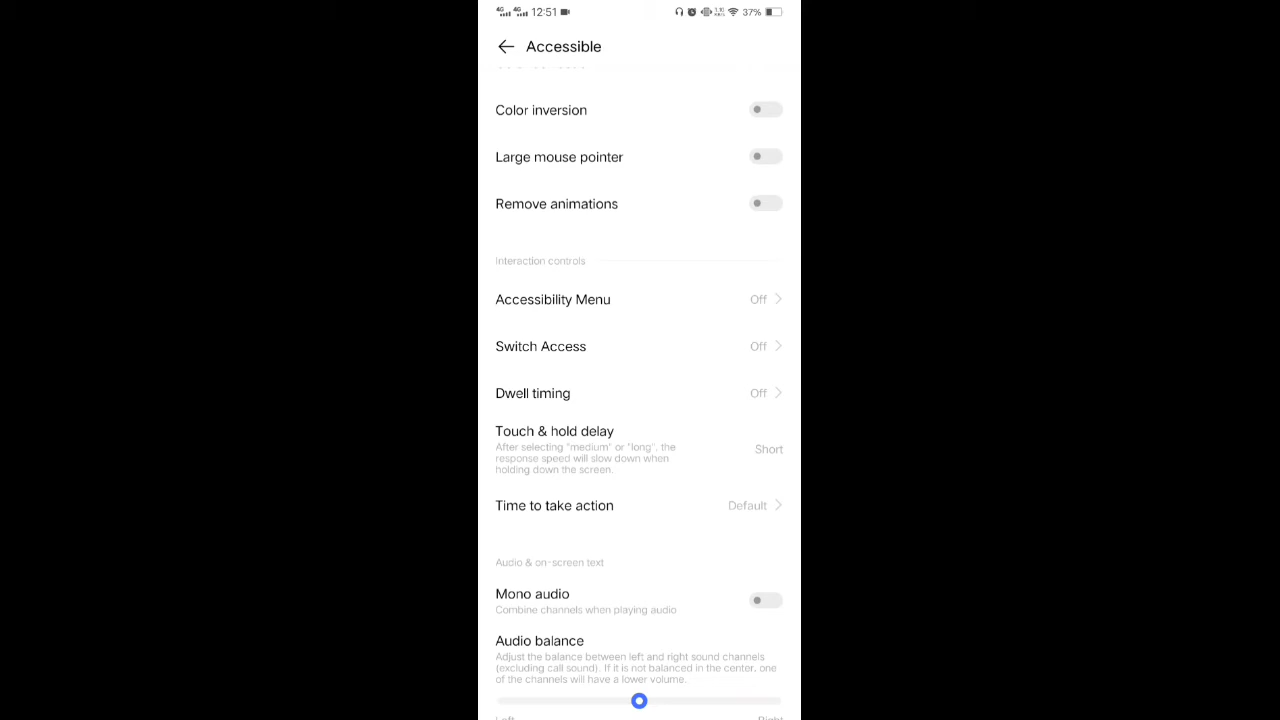 4G 4G 12:51 37%
Accessible
Color inversion
Large mouse pointer
Remove animations
Interaction controls
Accessibility Menu Off
Switch Access Off
Dwell timing Off
Touch & hold delay
After selecting "medium" or "long", the
response speed will slow down when
holding down the screen.
Short
Time to take action Default
Audio & on-screen text
Mono audio
Combine channels when playing audio
Audio balance
Adjust the balance between left and right sound channels
(excluding call sound). If it is not balanced in the center, one
of the channels will have a lower volume.
Left Right